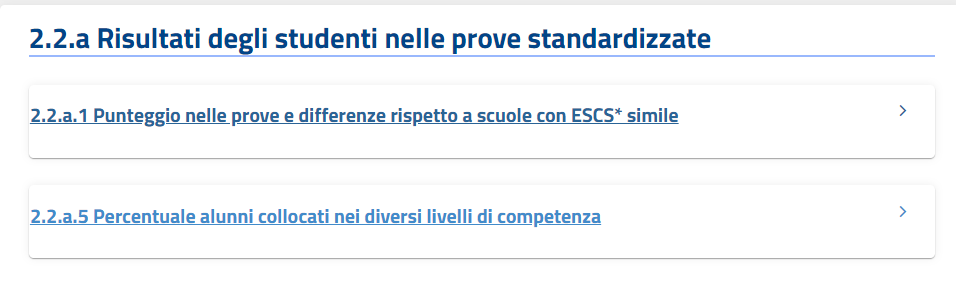 2.2.a Risultati degli studenti nelle prove standardizzate
2.2.a.1 Punteggio nelle prove e differenze rispetto a scuole con ESCS* simile
2.2.a.5 Percentuale alunni collocati nei diversi livelli di competenza